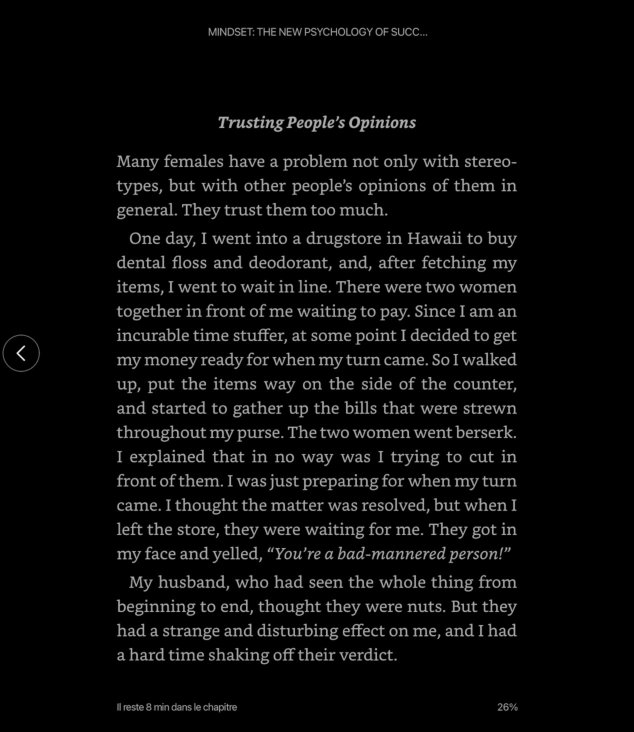 MINDSET: THE NEW PSYCHOLOGY OF SUCC...
Trusting People’s Opinions
Many females have a problem not only with stereo-
types, but with other people’s opinions of them in
general. They trust them too much.
One day, I went into a drugstore in Hawaii to buy
dental floss and deodorant, and, after fetching my
items, I went to wait in line. There were two women
together in front of me waiting to pay. Since I am an
incurable time stuffer, at some point I decided to get
my money ready for when my turn came. So I walked
up, put the items way on the side of the counter,
and started to gather up the bills that were strewn
throughout my purse. The two women went berserk.
I explained that in no way was I trying to cut in
front of them. I was just preparing for when my turn
came. I thought the matter was resolved, but when I
left the store, they were waiting for me. They got in
my face and yelled, “You’re a bad-mannered person!”
My husband, who had seen the whole thing from
beginning to end, thought they were nuts. But they
had a strange and disturbing effect on me, and I had
a hard time shaking off their verdict.
Il reste 8 min dans le chapitre
26%